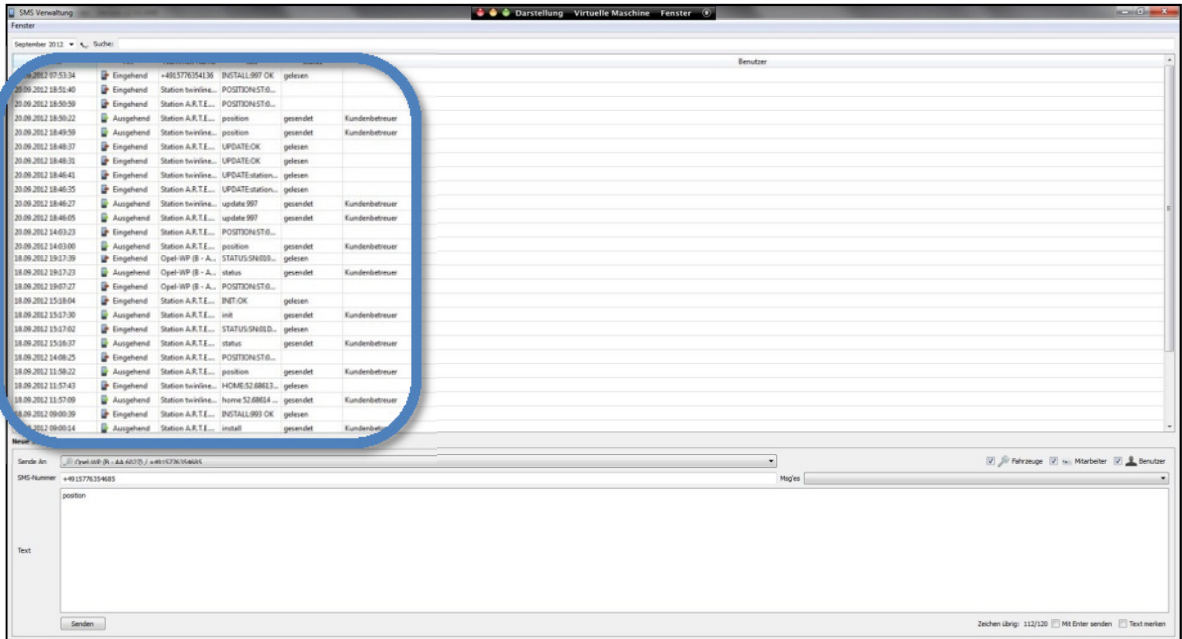 SMS Verwaltung
Darstellung Virtuelle Maschine Fenster
Fenster
September 2012 Suche:
Benutzer
.09.2012 07:53:34 Eingehend +4915776354136 INSTALL:997 OK gelesen
20.09.2012 18:51:40 Eingehend Station twinline... POSITION:ST:0...
20.09.2012 18:50:59 Eingehend Station A.R.T.E.... POSITION:ST:0...
20.09.2012 18:50:22 Ausgehend Station A.R.T.E.... position gesendet Kundenbetreuer
20.09.2012 18:49:59 Ausgehend Station twinline... position gesendet Kundenbetreuer
20.09.2012 18:48:37 Eingehend Station A.R.T.E.... UPDATE:OK gelesen
20.09.2012 18:48:31 Eingehend Station twinline... UPDATE:OK gelesen
20.09.2012 18:46:41 Eingehend Station twinline... UPDATE:station... gelesen
20.09.2012 18:46:35 Eingehend Station A.R.T.E.... UPDATE:station... gelesen
20.09.2012 18:46:27 Ausgehend Station twinline... update:997 gesendet Kundenbetreuer
20.09.2012 18:46:05 Ausgehend Station A.R.T.E.... update:997 gesendet Kundenbetreuer
20.09.2012 14:03:23 Eingehend Station A.R.T.E.... POSITION:ST:0...
20.09.2012 14:03:00 Ausgehend Station A.R.T.E.... position gesendet Kundenbetreuer
18.09.2012 19:17:39 Eingehend Opel-WP (B - A... STATUS:SN:010... gelesen
18.09.2012 19:17:23 Ausgehend Opel-WP (B - A... status gesendet Kundenbetreuer
18.09.2012 19:07:27 Eingehend Opel-WP (B - A... POSITION:ST:0...
18.09.2012 15:18:04 Eingehend Station A.R.T.E.... INIT:OK gelesen
18.09.2012 15:17:30 Ausgehend Station A.R.T.E.... init gesendet Kundenbetreuer
18.09.2012 15:17:02 Eingehend Station A.R.T.E.... STATUS:SN:01D... gelesen
18.09.2012 15:16:37 Ausgehend Station A.R.T.E.... status gesendet Kundenbetreuer
18.09.2012 14:08:25 Eingehend Station A.R.T.E.... POSITION:ST:0...
18.09.2012 11:58:22 Ausgehend Station A.R.T.E.... position gesendet Kundenbetreuer
18.09.2012 11:57:43 Eingehend Station twinline... HOME:52.68613... gelesen
18.09.2012 11:57:09 Ausgehend Station twinline... home 52.68614 ... gesendet Kundenbetreuer
.09.2012 09:00:39 Eingehend Station A.R.T.E.... INSTALL:993 OK gelesen
.2012 09:00:14 Ausgehend Station A.R.T.E.... install gesendet Kundenbetreuer
Neue
Sende An Opel-WP (B - AA 6022) / +4915776354685 Fahrzeuge Mitarbeiter Benutzer
SMS-Nummer +4915776354685 Msg'es
position
Text
Senden Zeichen übrig: 112/120 Mit Enter senden Text merken